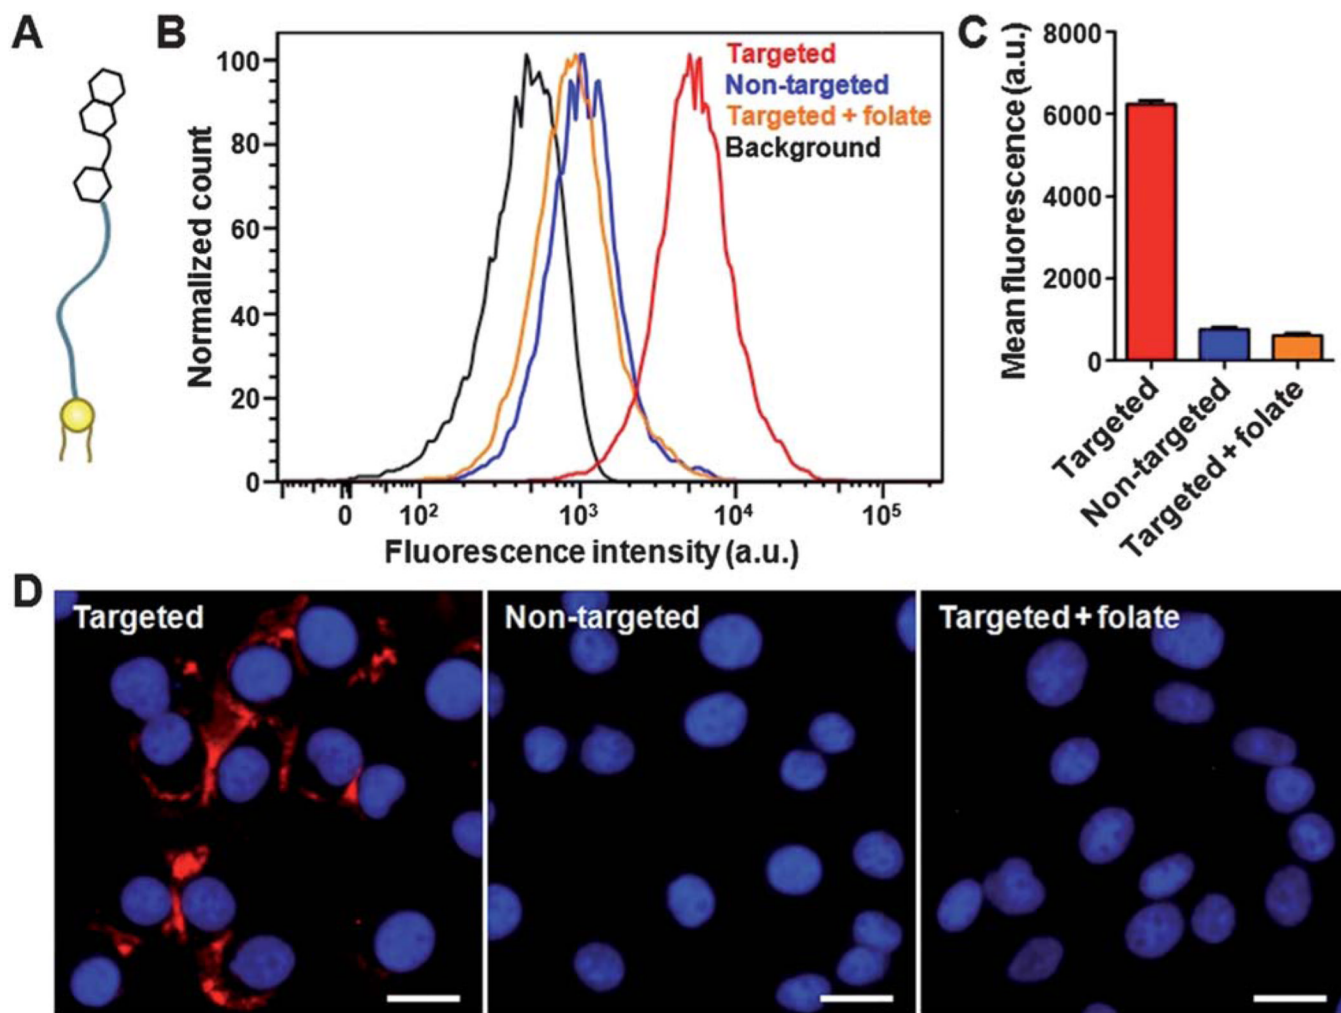 A
B
C
D
Targeted
Non-targeted
Targeted + folate
Background
Normalized count
100
80
60
40
20
0
0
10²
10³
10⁴
10⁵
Fluorescence intensity (a.u.)
Mean fluorescence (a.u.)
8000
6000
4000
2000
0
Targeted
Non-targeted
Targeted + folate
Targeted
Non-targeted
Targeted + folate